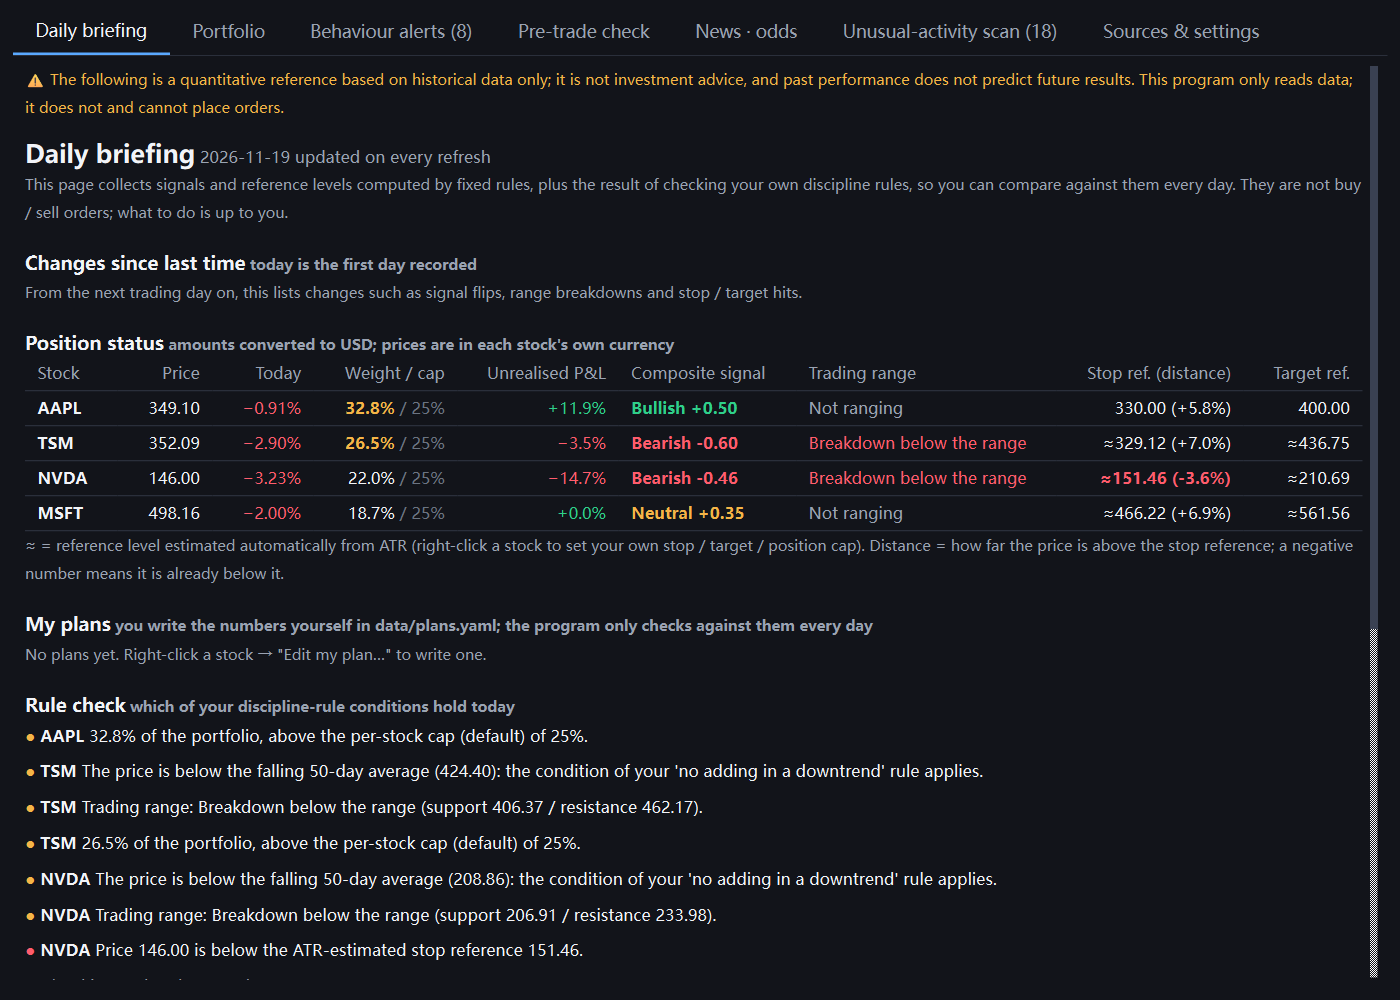 Daily briefing Portfolio Behaviour alerts (8) Pre-trade check News · odds Unusual-activity scan (18) Sources & settings
⚠ The following is a quantitative reference based on historical data only; it is not investment advice, and past performance does not predict future results. This program only reads data;
it does not and cannot place orders.
Daily briefing 2026-11-19 updated on every refresh
This page collects signals and reference levels computed by fixed rules, plus the result of checking your own discipline rules, so you can compare against them every day. They are not buy
/ sell orders; what to do is up to you.
Changes since last time today is the first day recorded
From the next trading day on, this lists changes such as signal flips, range breakdowns and stop / target hits.
Position status amounts converted to USD; prices are in each stock's own currency
Stock Price Today Weight / cap Unrealised P&L Composite signal Trading range Stop ref. (distance) Target ref.
AAPL 349.10 −0.91% 32.8% / 25% +11.9% Bullish +0.50 Not ranging 330.00 (+5.8%) 400.00
TSM 352.09 −2.90% 26.5% / 25% −3.5% Bearish -0.60 Breakdown below the range ≈329.12 (+7.0%) ≈436.75
NVDA 146.00 −3.23% 22.0% / 25% −14.7% Bearish -0.46 Breakdown below the range ≈151.46 (-3.6%) ≈210.69
MSFT 498.16 −2.00% 18.7% / 25% +0.0% Neutral +0.35 Not ranging ≈466.22 (+6.9%) ≈561.56
≈ = reference level estimated automatically from ATR (right-click a stock to set your own stop / target / position cap). Distance = how far the price is above the stop reference; a negative
number means it is already below it.
My plans you write the numbers yourself in data/plans.yaml; the program only checks against them every day
No plans yet. Right-click a stock → "Edit my plan..." to write one.
Rule check which of your discipline-rule conditions hold today
● AAPL 32.8% of the portfolio, above the per-stock cap (default) of 25%.
● TSM The price is below the falling 50-day average (424.40): the condition of your 'no adding in a downtrend' rule applies.
● TSM Trading range: Breakdown below the range (support 406.37 / resistance 462.17).
● TSM 26.5% of the portfolio, above the per-stock cap (default) of 25%.
● NVDA The price is below the falling 50-day average (208.86): the condition of your 'no adding in a downtrend' rule applies.
● NVDA Trading range: Breakdown below the range (support 206.91 / resistance 233.98).
● NVDA Price 146.00 is below the ATR-estimated stop reference 151.46.